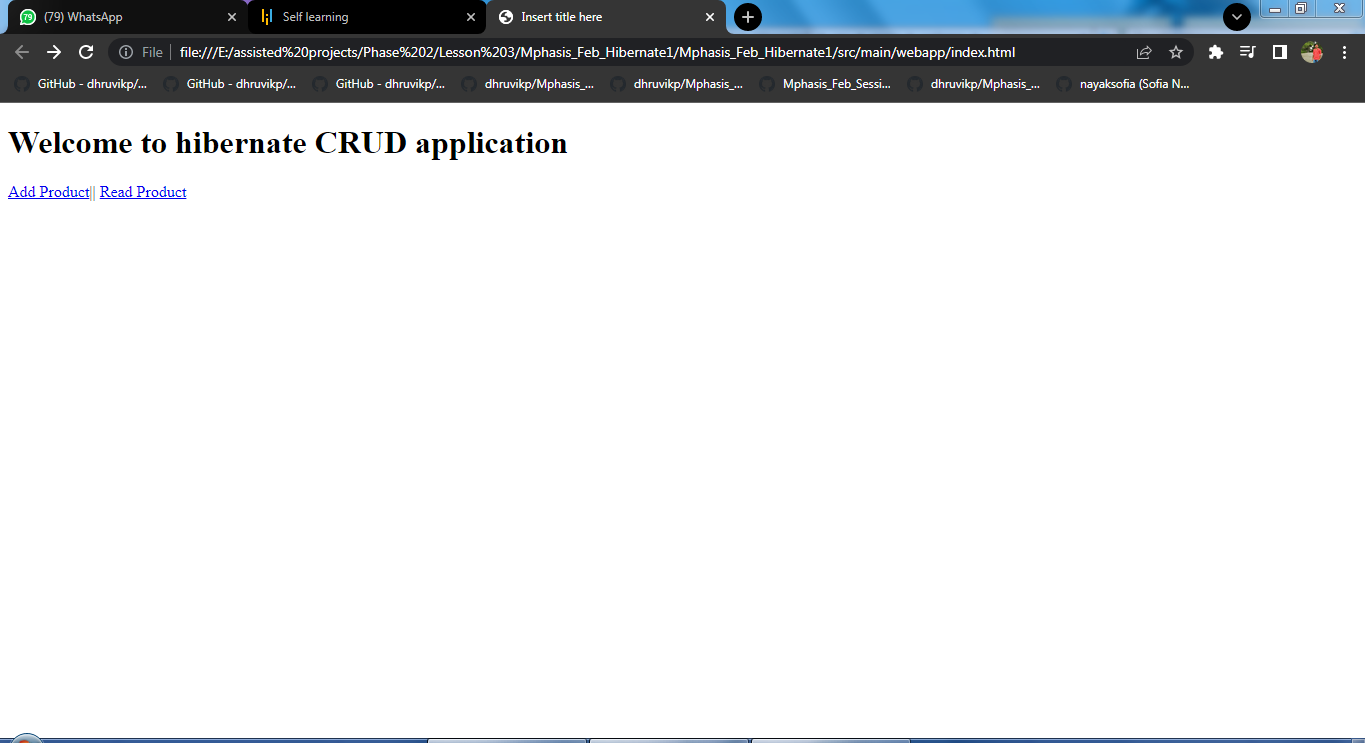 79 (79) WhatsApp Self learning Insert title here
File file:///E:/assisted%20projects/Phase%202/Lesson%203/Mphasis_Feb_Hibernate1/Mphasis_Feb_Hibernate1/src/main/webapp/index.html
GitHub - dhruvikp/... GitHub - dhruvikp/... GitHub - dhruvikp/... dhruvikp/Mphasis_... dhruvikp/Mphasis_... Mphasis_Feb_Sessi... dhruvikp/Mphasis_... nayaksofia (Sofia N...
Welcome to hibernate CRUD application
Add Product|| Read Product